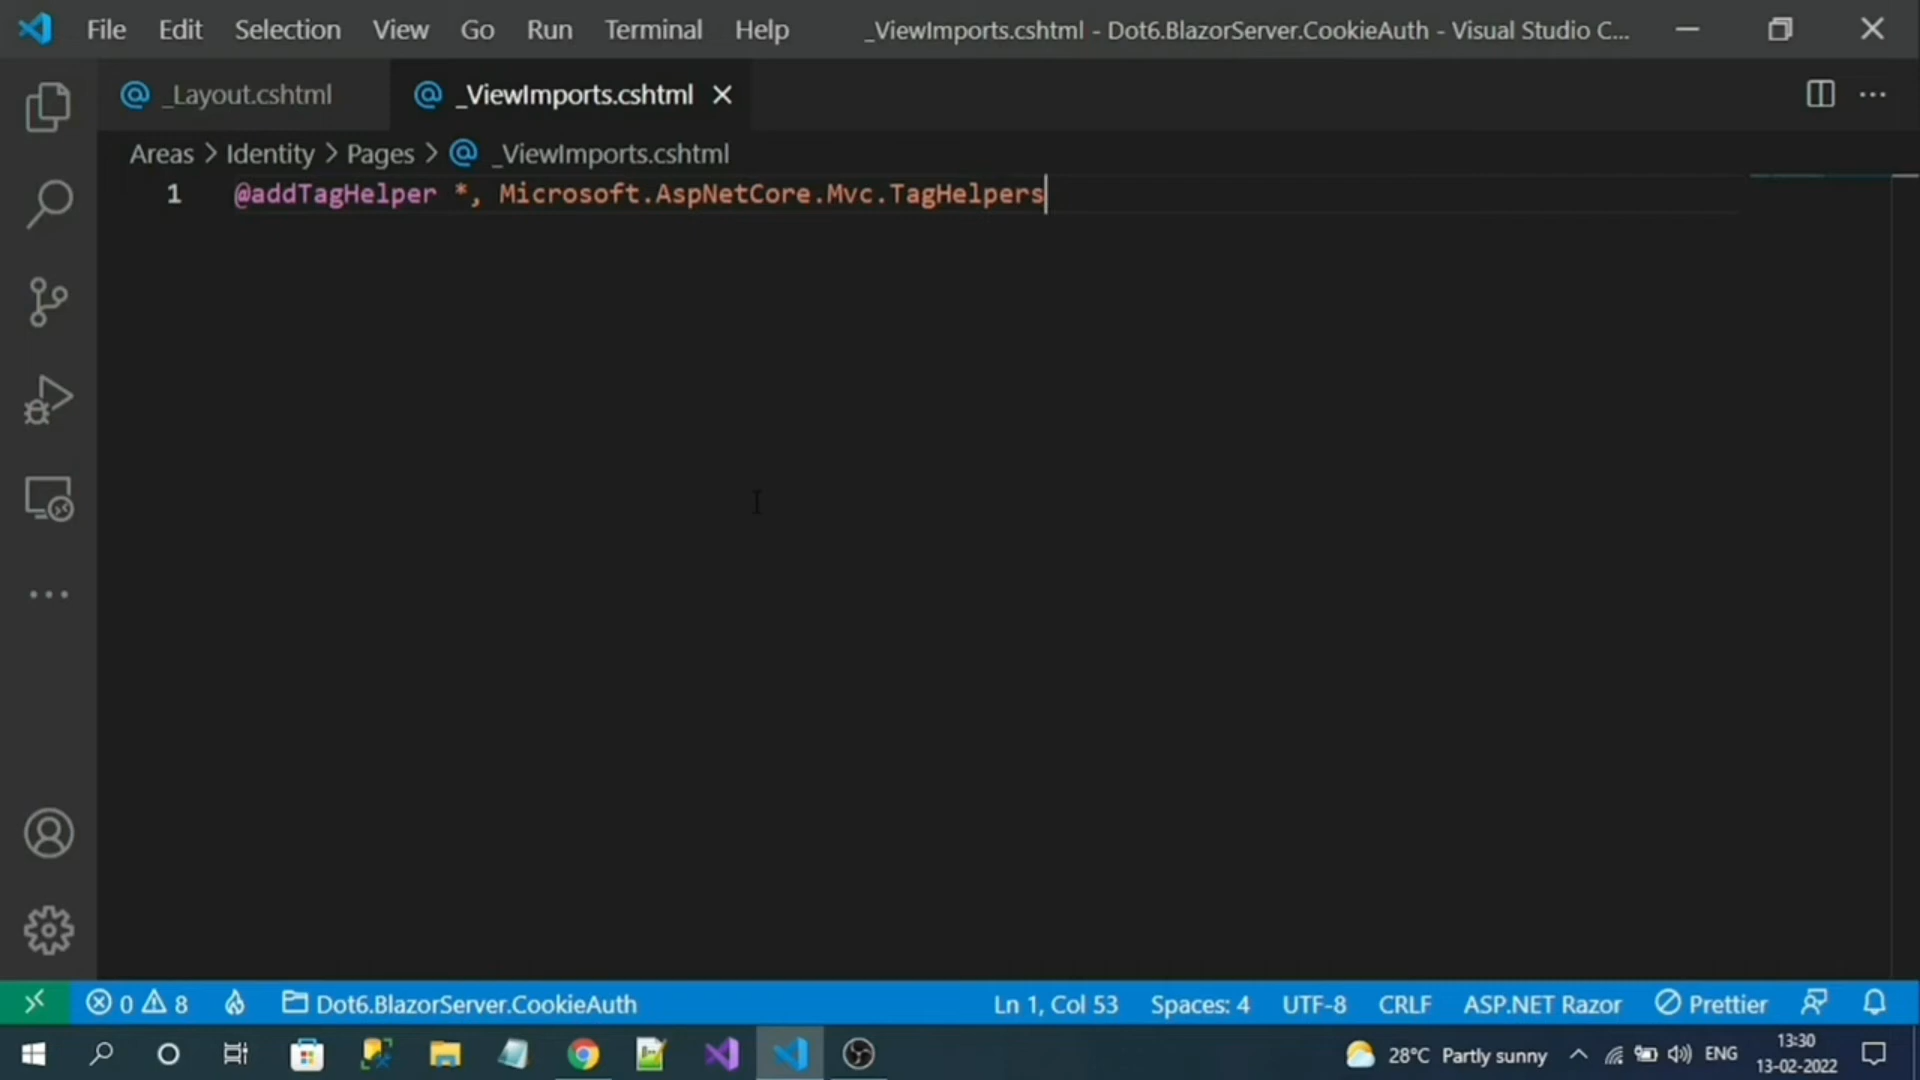 File Edit Selection View Go Run Terminal Help _ViewImports.cshtml - Dot6.BlazorServer.CookieAuth - Visual Studio C...
_Layout.cshtml _ViewImports.cshtml
Areas > Identity > Pages > _ViewImports.cshtml
1 @addTagHelper *, Microsoft.AspNetCore.Mvc.TagHelpers
0 8 Dot6.BlazorServer.CookieAuth Ln 1, Col 53 Spaces: 4 UTF-8 CRLF ASP.NET Razor Prettier
28°C Partly sunny ENG 13:30
13-02-2022